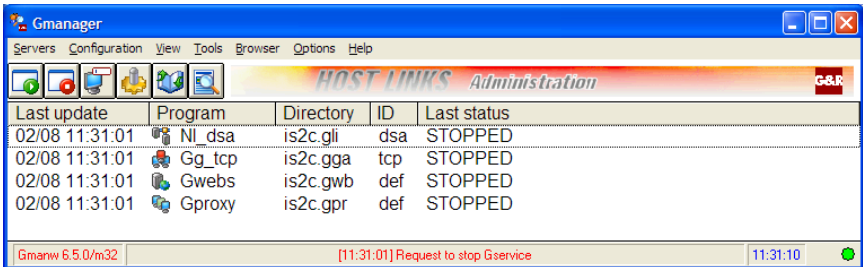 Gmanager
Servers Configuration View Tools Browser Options Help
HOST LINKS Administration G&R
Last update Program Directory ID Last status
02/08 11:31:01 Nl_dsa is2c.gli dsa STOPPED
02/08 11:31:01 Gg_tcp is2c.gga tcp STOPPED
02/08 11:31:01 Gwebs is2c.gwb def STOPPED
02/08 11:31:01 Gproxy is2c.gpr def STOPPED
Gmanw 6.5.0/m32 [11:31:01] Request to stop Gservice 11:31:10